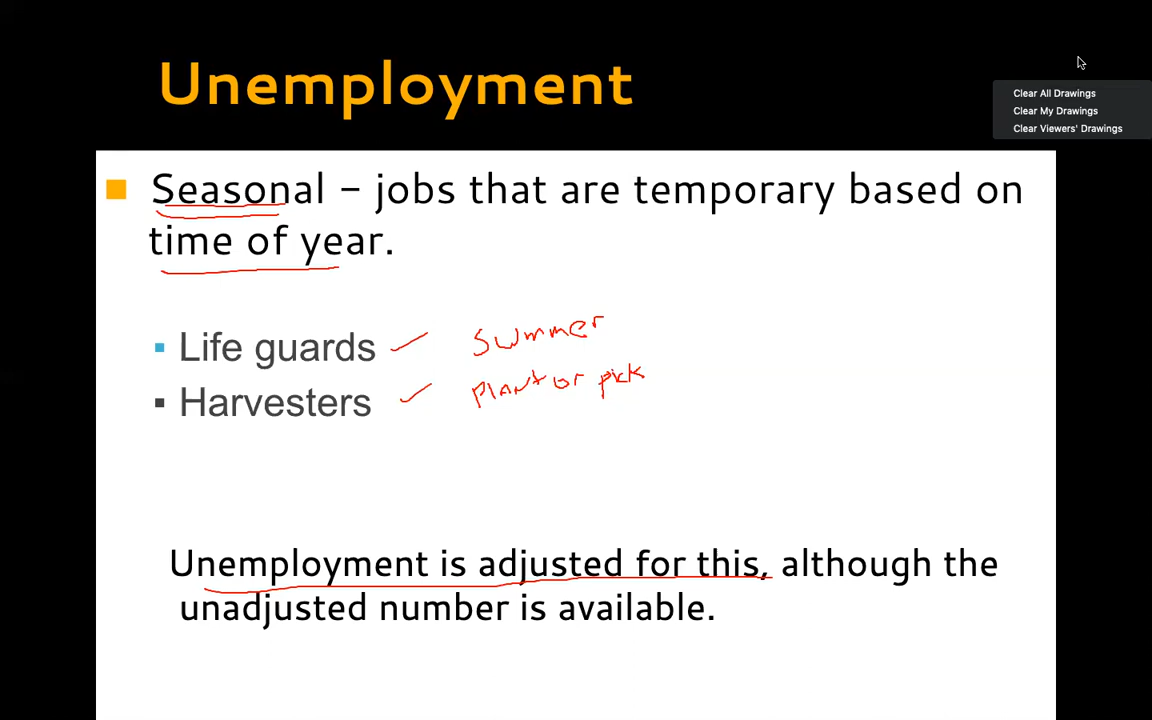 Unemployment
Clear All Drawings
Clear My Drawings
Clear Viewers' Drawings
Seasonal – jobs that are temporary based on
time of year.
Life guards summer
Harvesters plant or pick
Unemployment is adjusted for this, although the
unadjusted number is available.